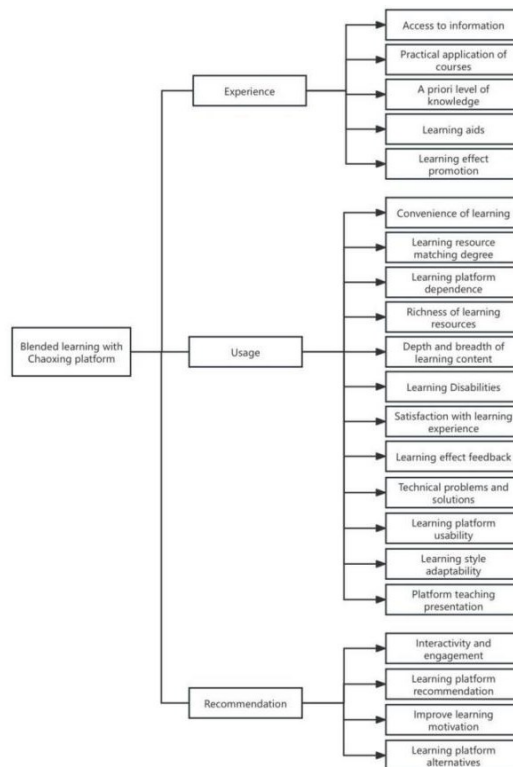 Access to information
Practical application of
courses
A priori level of
knowledge
Experience
Learning aids
Learning effect
promotion
Convenience of learning
Learning resource
matching degree
Learning platform
dependence
Richness of learning
resources
Blended learning with
Chaoxing platform
Usage
Depth and breadth of
learning content
Learning Disabilities
Satisfaction with learning
experience
Learning effect feedback
Technical problems and
solutions
Learning platform
usability
Learning style
adaptability
Platform teaching
presentation
Interactivity and
engagement
Learning platform
recommendation
Recommendation
Improve learning
motivation
Learning platform
alternatives